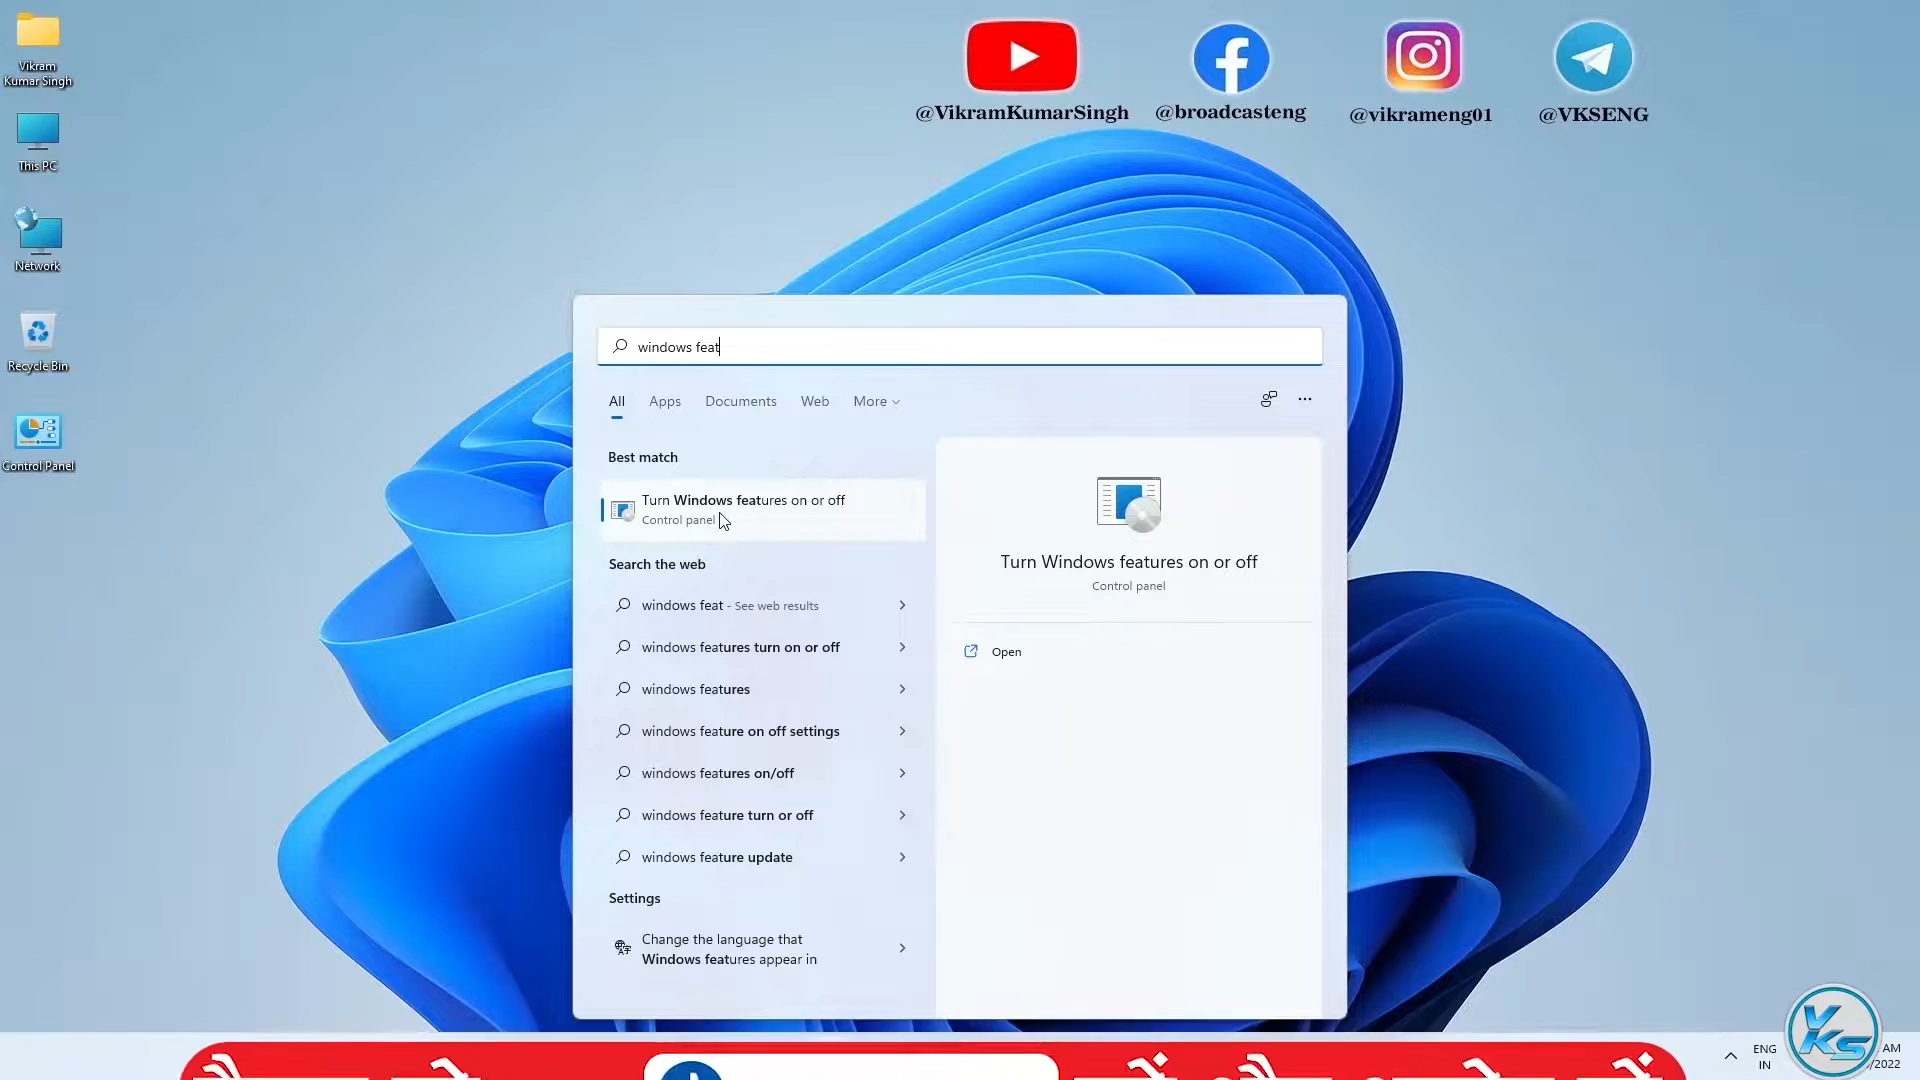 Vikram
Kumar Singh
This PC
Network
Recycle Bin
Control Panel
@VikramKumarSingh
@broadcasteng
@vikrameng01
@VKSENG
windows feat
All
Apps
Documents
Web
More
Best match
Turn Windows features on or off
Control panel
Search the web
windows feat - See web results
windows features turn on or off
windows features
windows feature on off settings
windows features on/off
windows feature turn or off
windows feature update
Settings
Change the language that
Windows features appear in
Turn Windows features on or off
Control panel
Open
ENG
IN
AM
/2022
VKS